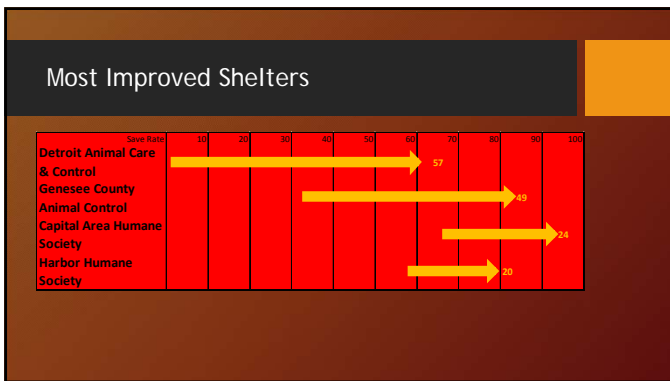 Most Improved Shelters
Save Rate 10 20 30 40 50 60 70 80 90 100
Detroit Animal Care
& Control
57
Genesee County
Animal Control
49
Capital Area Humane
Society
24
Harbor Humane
Society
20